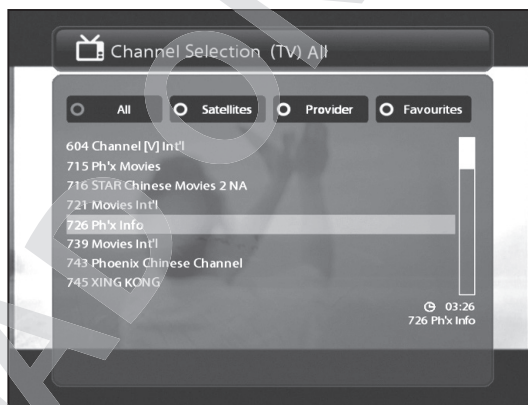 Channel Selection (TV) All
All Satellites Provider Favourites
604 Channel [V] Int'l
715 Ph'x Movies
716 STAR Chinese Movies 2 NA
721 Movies Int'l
726 Ph'x Info
739 Movies Int'l
743 Phoenix Chinese Channel
745 XING KONG
03:26
726 Ph'x Info